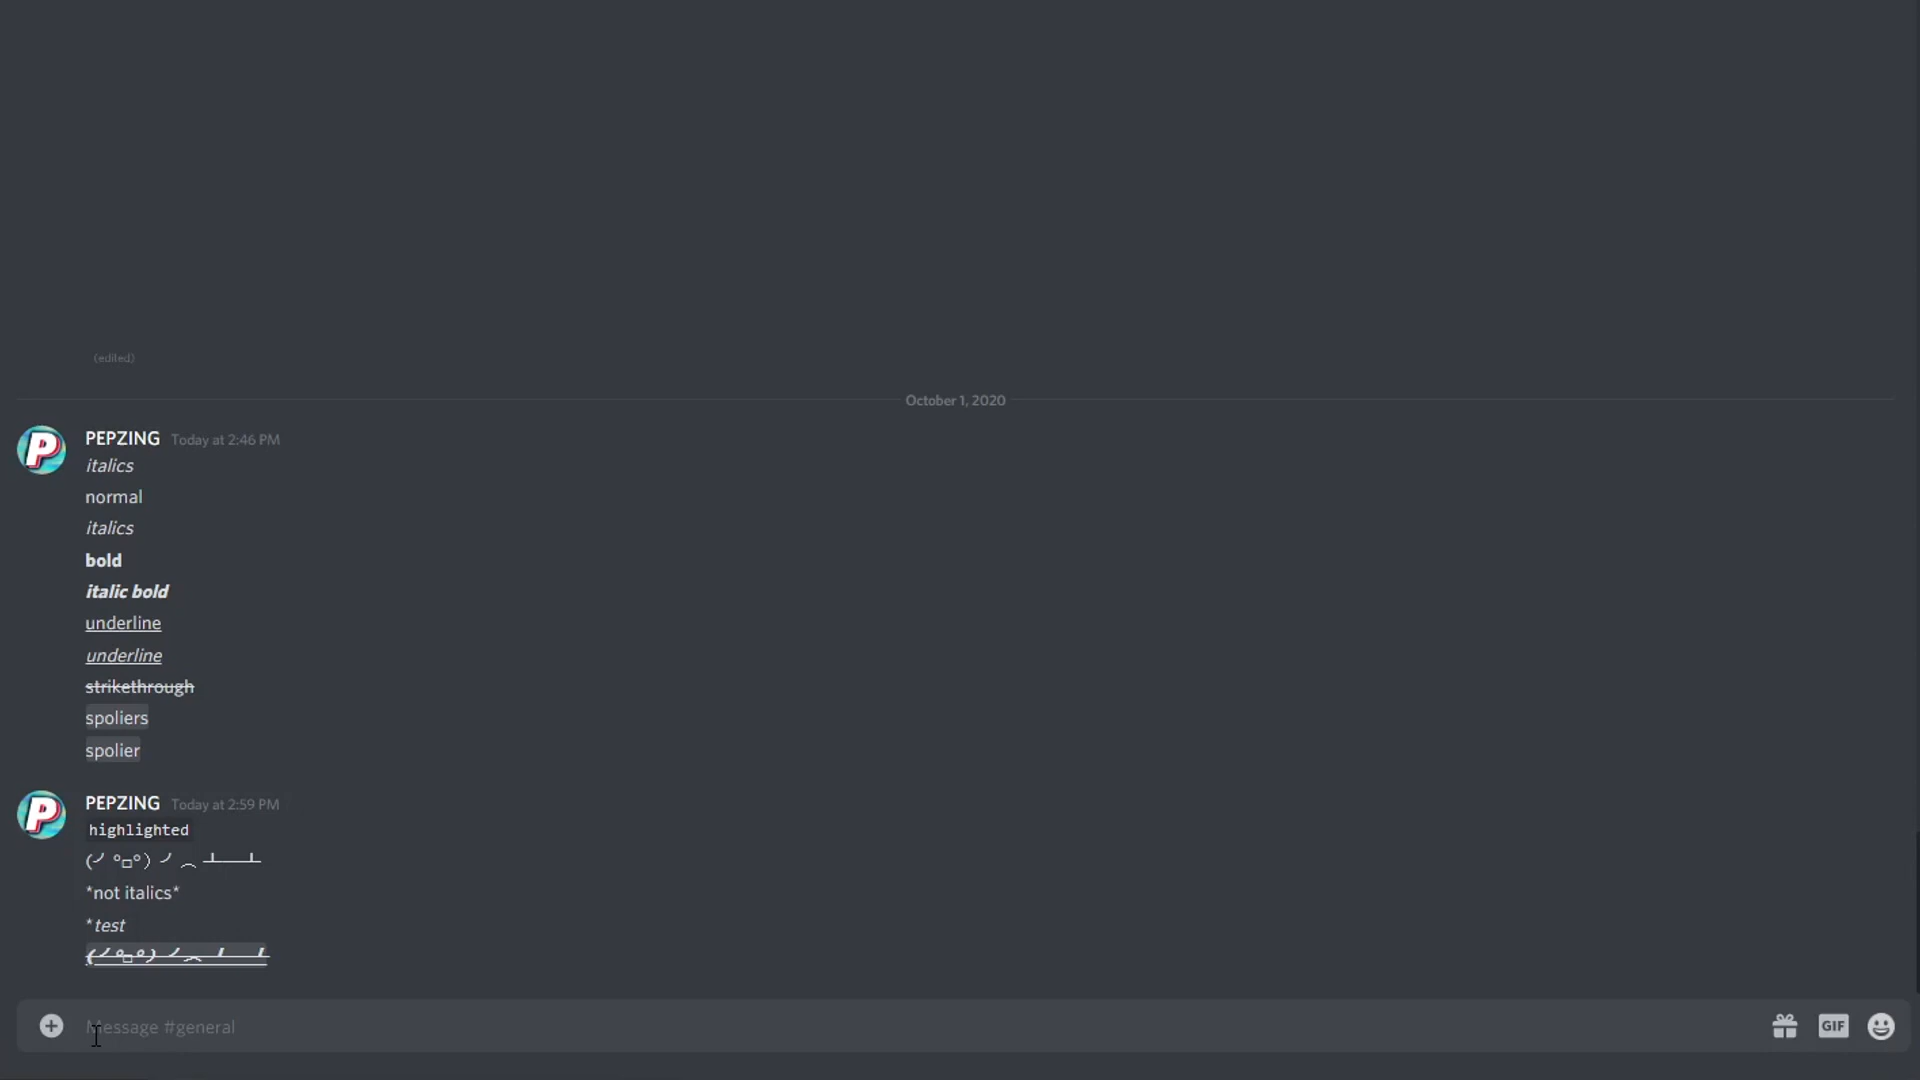 (edited)
October 1, 2020
PEPZING Today at 2:46 PM
italics
normal
italics
bold
italic bold
underline
underline
strikethrough
spoliers
spolier
PEPZING Today at 2:59 PM
highlighted
(╯°□°)╯︵ ┻━┻
*not italics*
*test
(╯°□°)╯︵ ┻━┻
Message #general
GIF